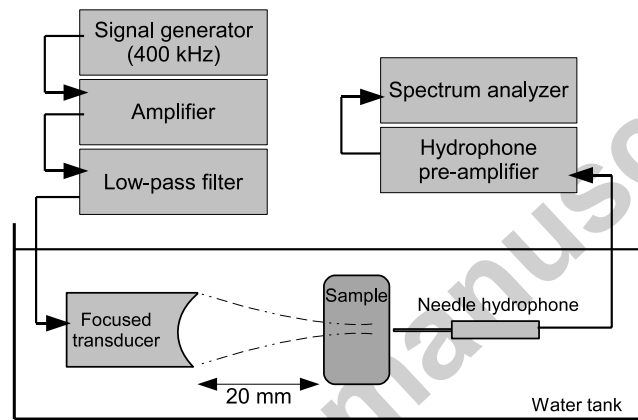 Signal generator
(400 kHz)
Amplifier
Low-pass filter
Spectrum analyzer
Hydrophone
pre-amplifier
Sample
Needle hydrophone
Focused
transducer
20 mm
Water tank
manusc